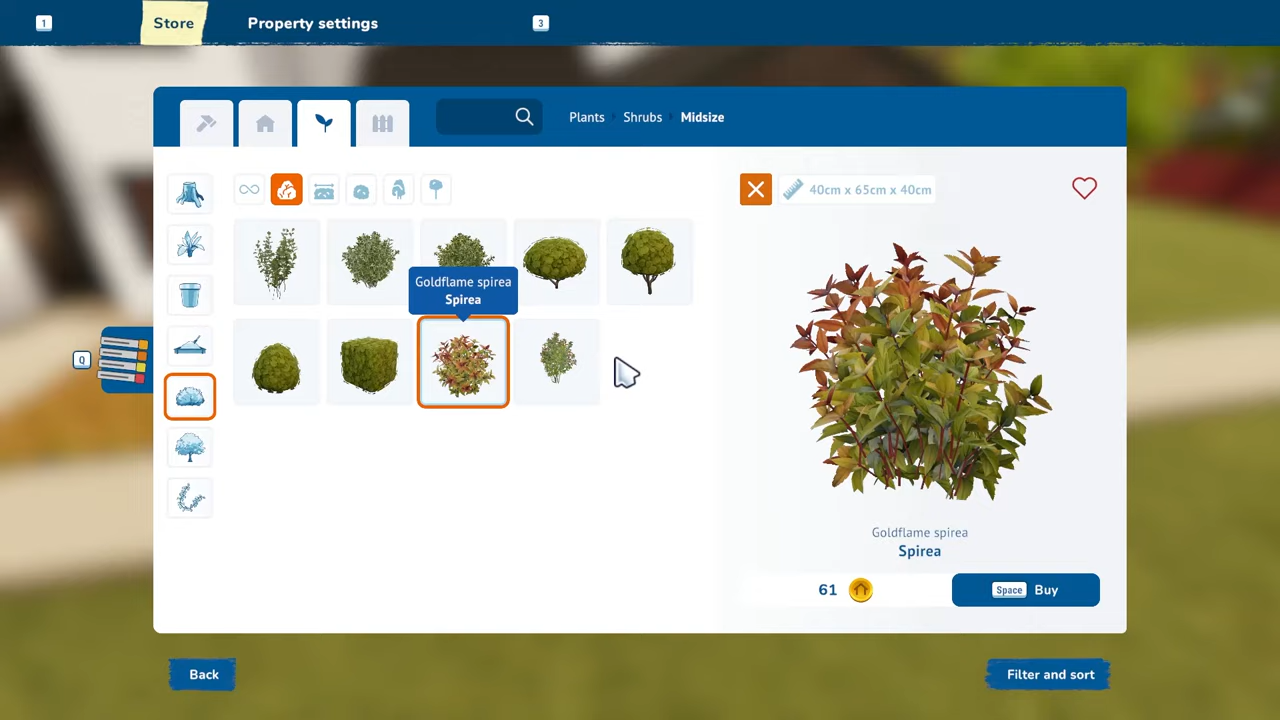 1
Store
Property settings
3
Plants
Shrubs
Midsize
40cm x 65cm x 40cm
Goldflame spirea
Spirea
Q
Goldflame spirea
Spirea
61
Space
Buy
Back
Filter and sort